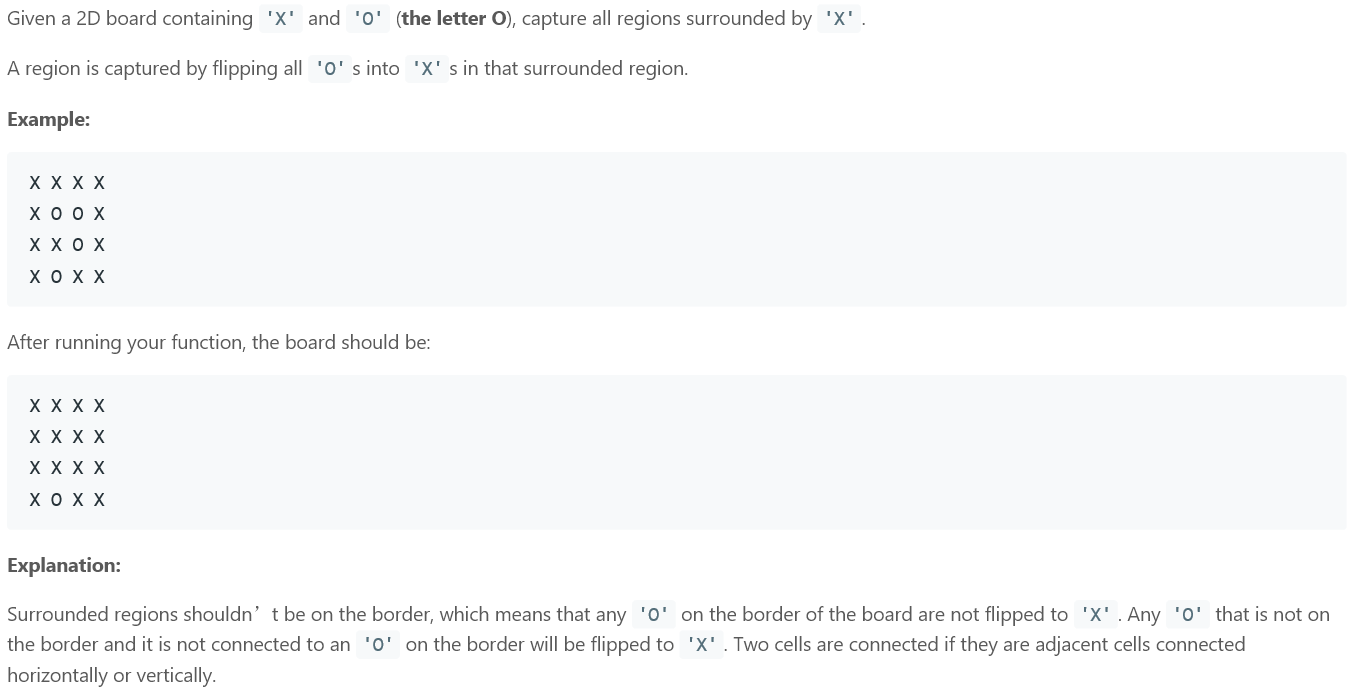 Given a 2D board containing 'X' and 'O' (the letter O), capture all regions surrounded by 'X'.
A region is captured by flipping all 'O's into 'X's in that surrounded region.
Example:
X X X X
X O O X
X X O X
X O X X
After running your function, the board should be:
X X X X
X X X X
X X X X
X O X X
Explanation:
Surrounded regions shouldn’t be on the border, which means that any 'O' on the border of the board are not flipped to 'X'. Any 'O' that is not on
the border and it is not connected to an 'O' on the border will be flipped to 'X'. Two cells are connected if they are adjacent cells connected
horizontally or vertically.